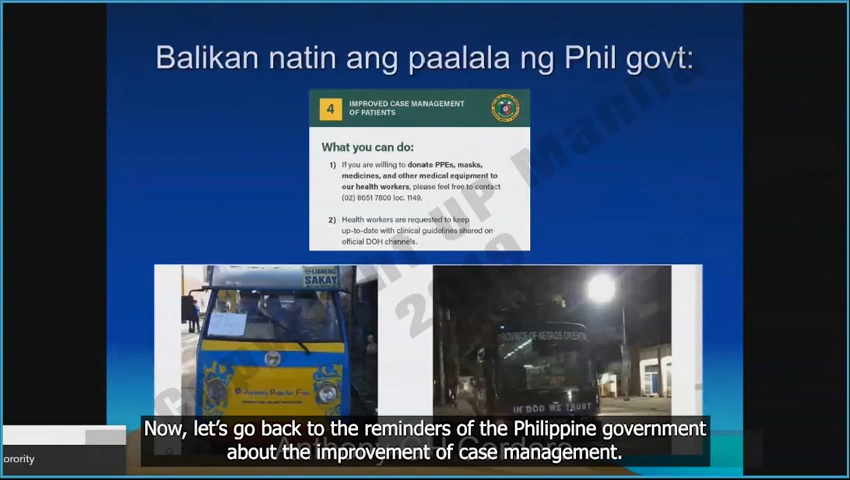 Balikan natin ang paalala ng Phil govt:
4 IMPROVED CASE MANAGEMENT
OF PATIENTS
What you can do:
1) If you are willing to donate PPEs, masks,
medicines, and other medical equipment to
our health workers, please feel free to contact
(02) 8651 7800 loc. 1149.
2) Health workers are requested to keep
up-to-date with clinical guidelines shared on
official DOH channels.
SAKAY
PROVINCE OF NEGROS ORIENTAL
IN GOD WE TRUST
Now, let's go back to the reminders of the Philippine government
about the improvement of case management.
Anthony
orority
UP Manila
2019